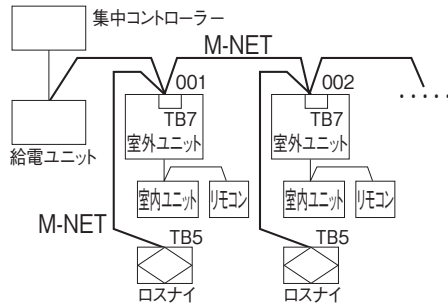 集中コントローラー
M-NET
001
002
TB7
TB7
室外ユニット
室外ユニット
給電ユニット
室内ユニット
リモコン
室内ユニット
リモコン
M-NET
TB5
TB5
ロスナイ
ロスナイ